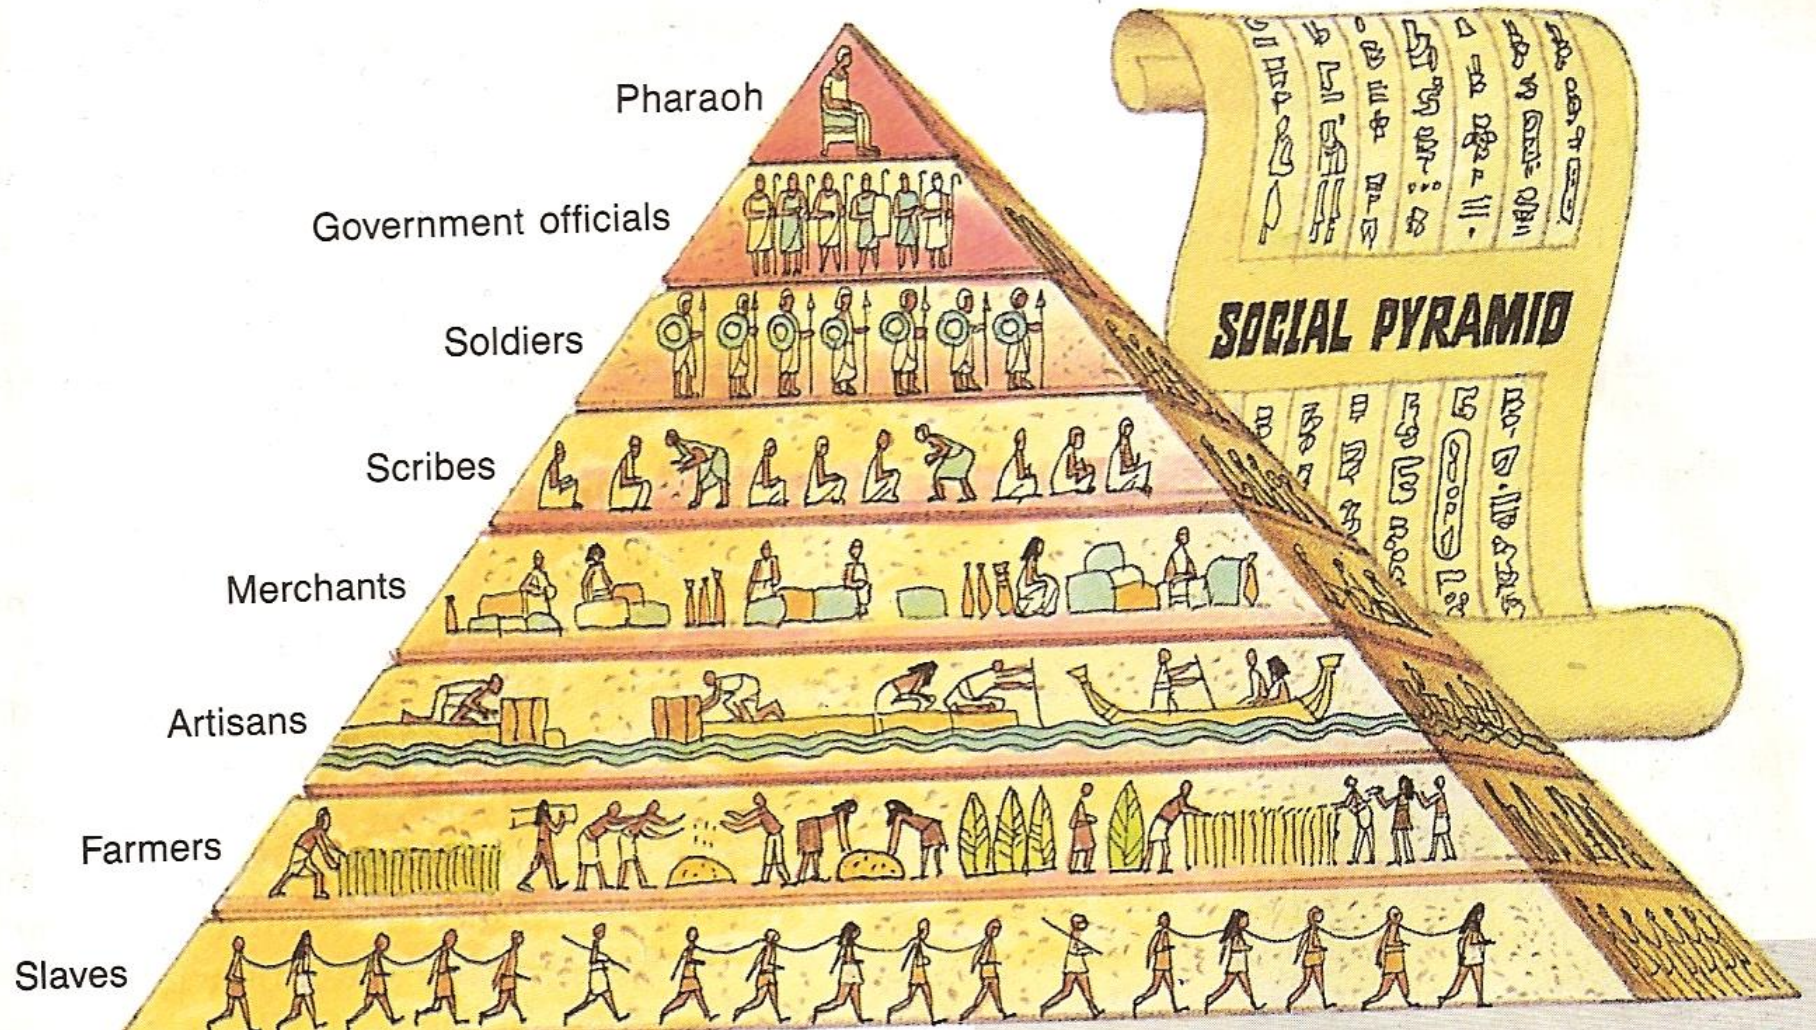 Pharaoh
Government officials
Soldiers
Scribes
Merchants
Artisans
Farmers
Slaves
SOCIAL PYRAMID